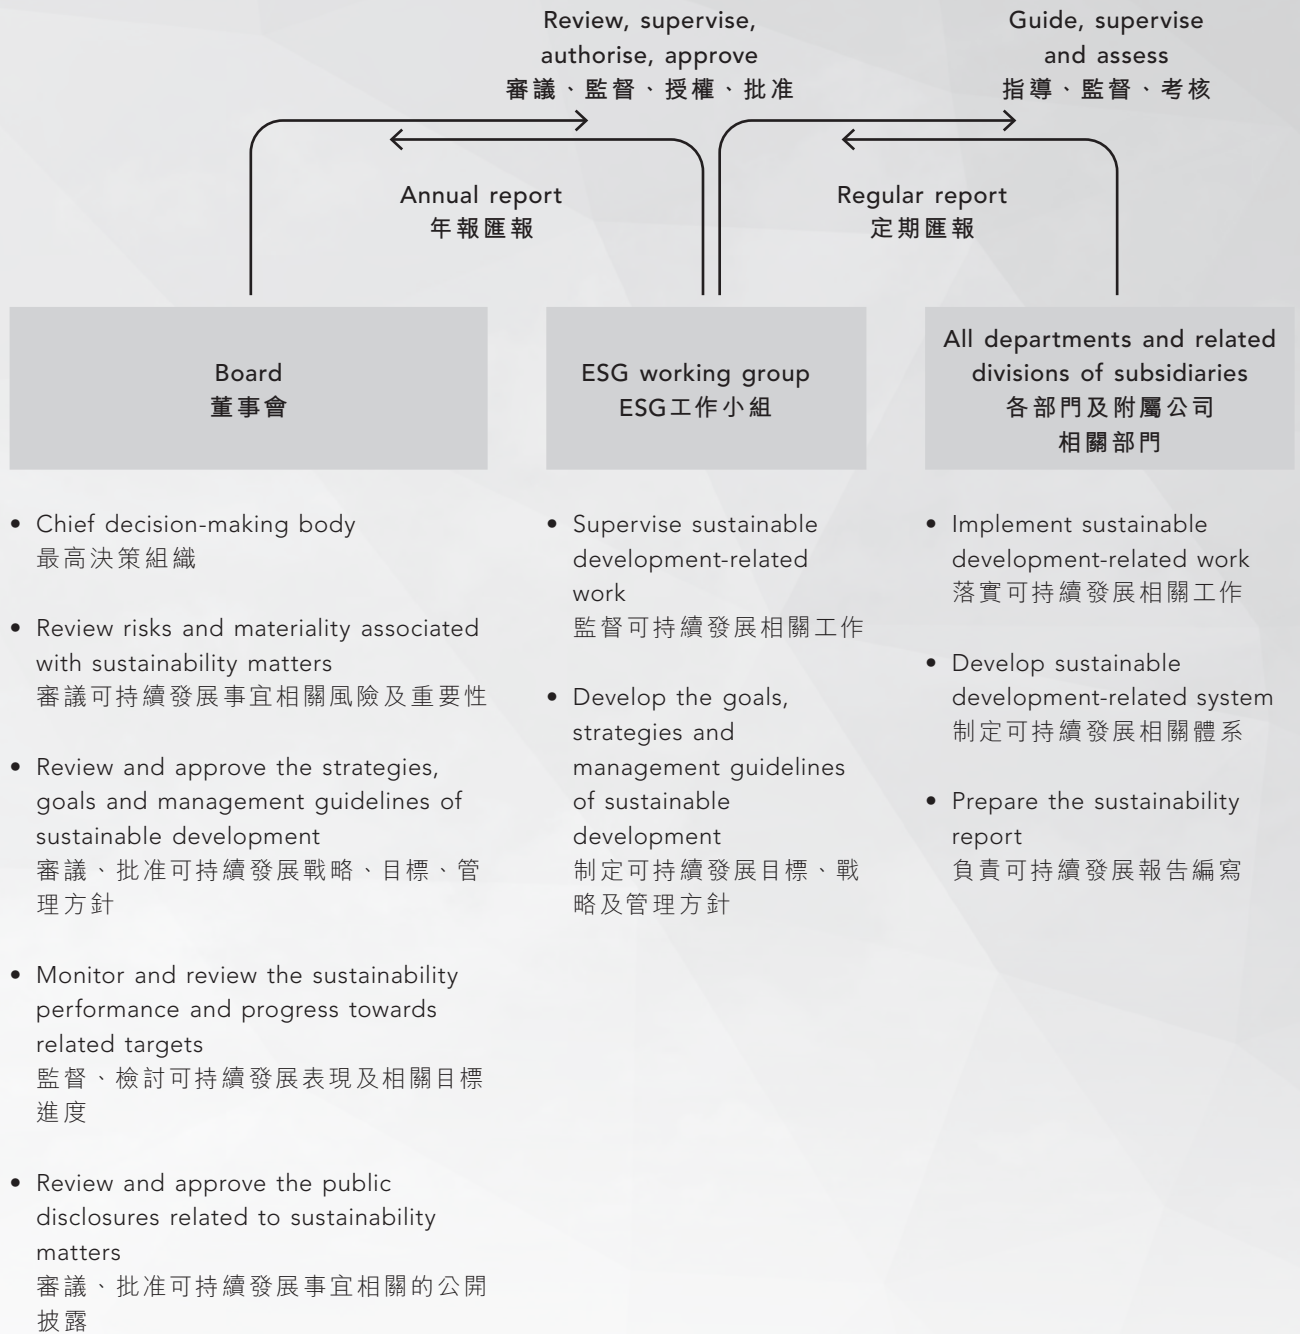 Review, supervise,
authorise, approve
審議、監督、授權、批准
Guide, supervise
and assess
指導、監督、考核
Annual report
年報匯報
Regular report
定期匯報
Board
董事會
ESG working group
ESG工作小組
All departments and related
divisions of subsidiaries
各部門及附屬公司
相關部門
• Chief decision-making body
最高決策組織
• Review risks and materiality associated
with sustainability matters
審議可持續發展事宜相關風險及重要性
• Review and approve the strategies,
goals and management guidelines of
sustainable development
審議、批准可持續發展戰略、目標、管
理方針
• Monitor and review the sustainability
performance and progress towards
related targets
監督、檢討可持續發展表現及相關目標
進度
• Review and approve the public
disclosures related to sustainability
matters
審議、批准可持續發展事宜相關的公開
披露
• Supervise sustainable
development-related
work
監督可持續發展相關工作
• Develop the goals,
strategies and
management guidelines
of sustainable
development
制定可持續發展目標、戰
略及管理方針
• Implement sustainable
development-related work
落實可持續發展相關工作
• Develop sustainable
development-related system
制定可持續發展相關體系
• Prepare the sustainability
report
負責可持續發展報告編寫